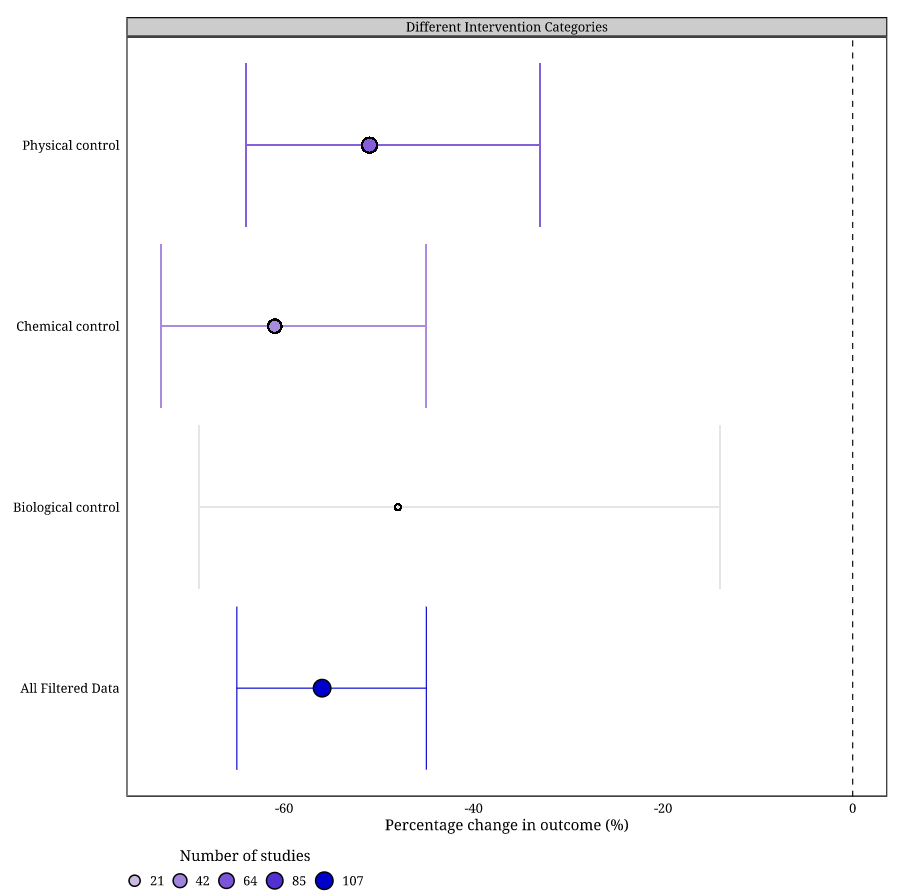 Different Intervention Categories
Physical control
Chemical control
Biological control
All Filtered Data
-60 -40 -20 0
Percentage change in outcome (%)
Number of studies
21 42 64 85 107